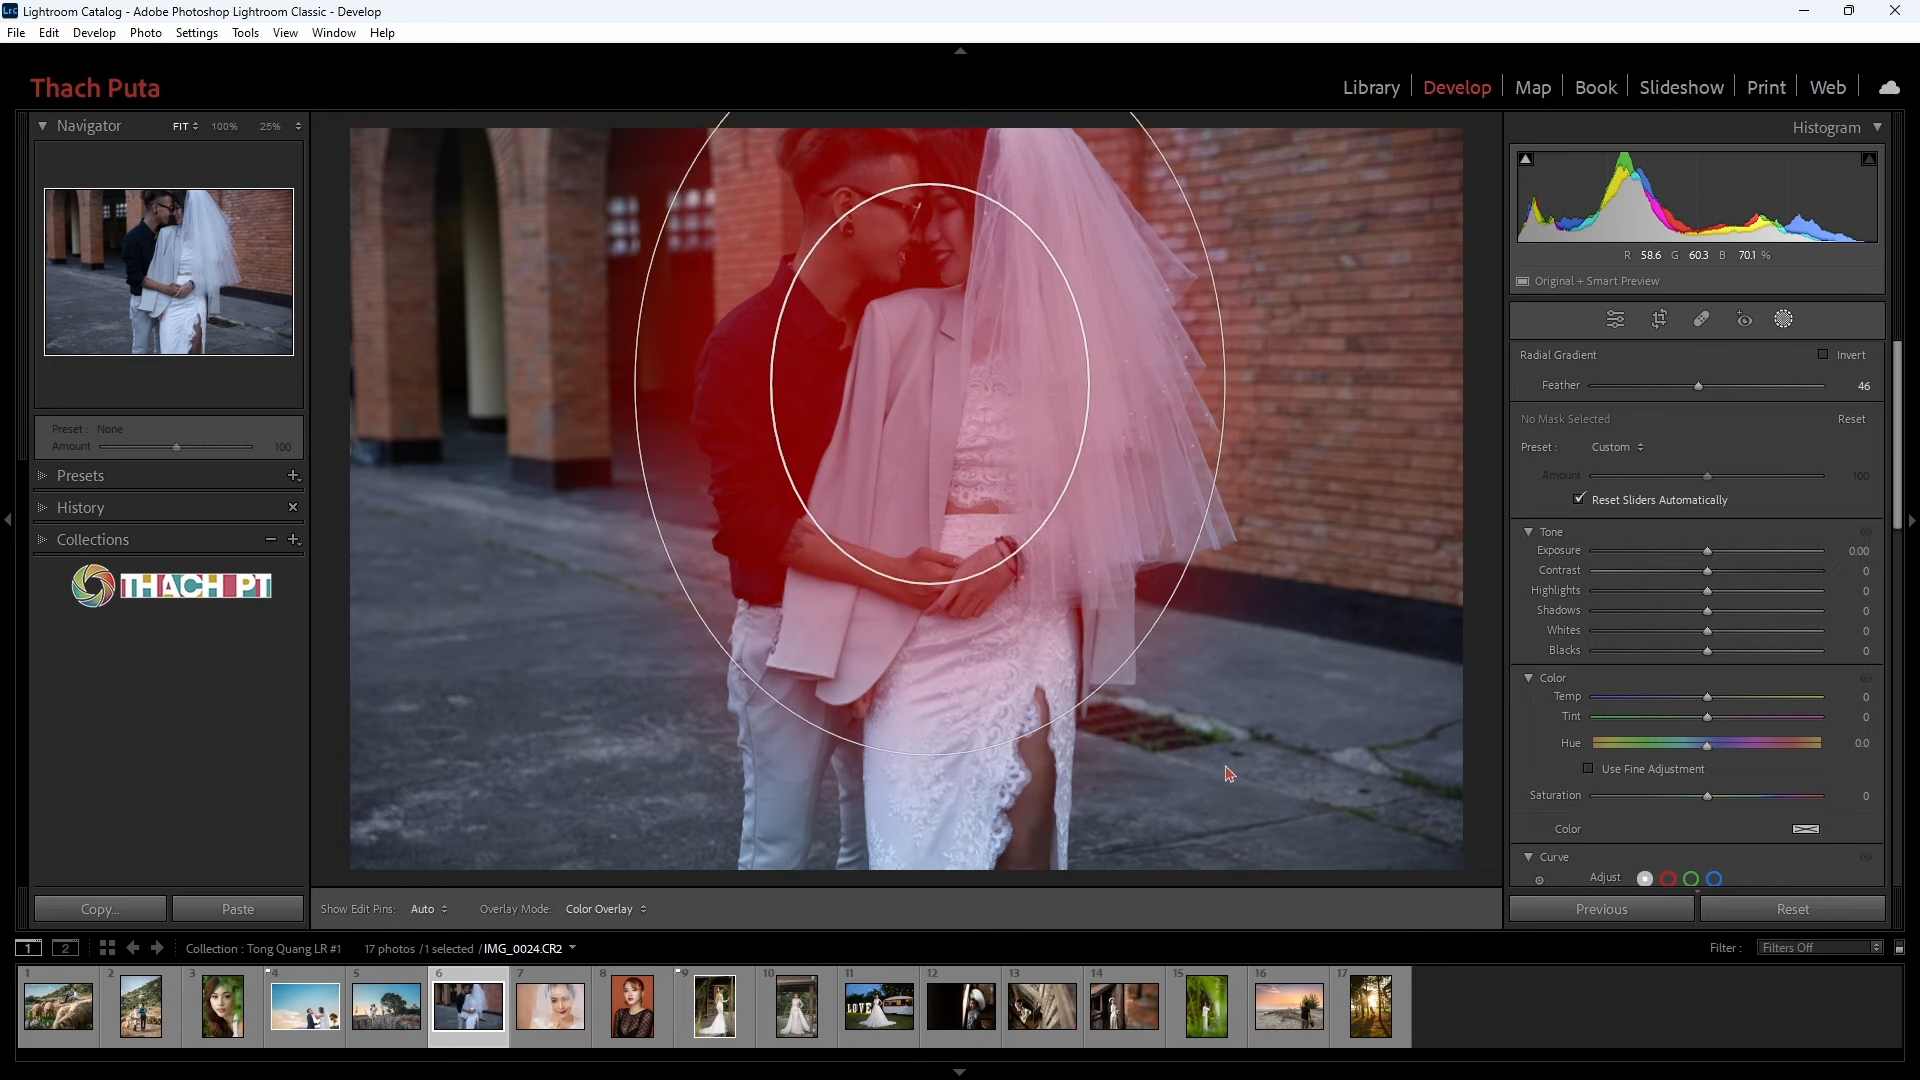 Lrc Lightroom Catalog - Adobe Photoshop Lightroom Classic - Develop
File Edit Develop Photo Settings Tools View Window Help
Thach Puta
Library Develop Map Book Slideshow Print Web
Navigator FIT 100% 25%
Histogram
R 58.6 G 60.3 B 70.1 %
Original + Smart Preview
Radial Gradient Invert
Feather 46
No Mask Selected Reset
Preset : Custom
Amount 100
Reset Sliders Automatically
Tone
Exposure 0.00
Contrast 0
Highlights 0
Shadows 0
Whites 0
Blacks 0
Color
Temp 0
Tint 0
Hue 0.0
Use Fine Adjustment
Saturation 0
Color
Curve
Adjust
Previous Reset
Preset : None
Amount 100
Presets
History
Collections
THACH PT
Copy... Paste
Show Edit Pins: Auto Overlay Mode: Color Overlay
1 2 Collection : Tong Quang LR #1 17 photos / 1 selected / IMG_0024.CR2 Filter : Filters Off
1 2 3 4 5 6 7 8 9 10 11 12 13 14 15 16 17
LOVE